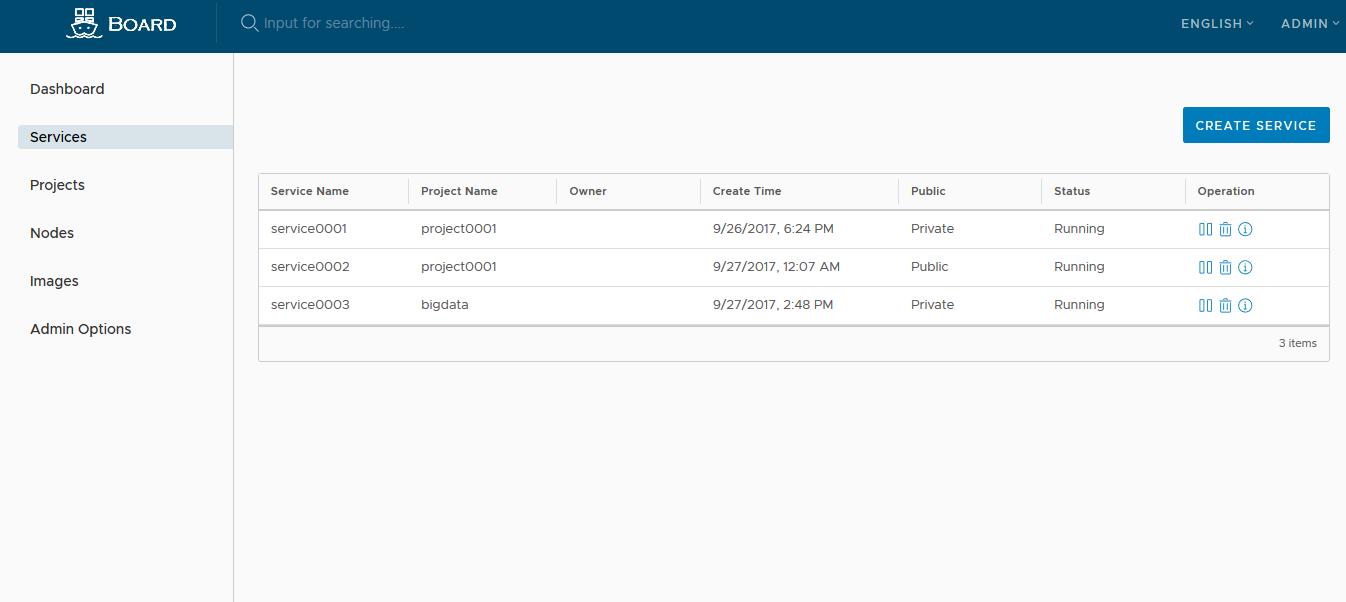 BOARD
Input for searching....
ENGLISH
ADMIN
Dashboard
Services
Projects
Nodes
Images
Admin Options
CREATE SERVICE
Service Name Project Name Owner Create Time Public Status Operation
service0001 project0001 9/26/2017, 6:24 PM Private Running
service0002 project0001 9/27/2017, 12:07 AM Public Running
service0003 bigdata 9/27/2017, 2:48 PM Private Running
3 items